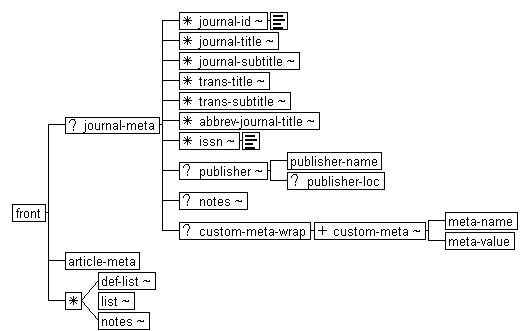 * journal-id ~
* journal-title ~
* journal-subtitle ~
* trans-title ~
* trans-subtitle ~
* abbrev-journal-title ~
? journal-meta
* issn ~
publisher-name
? publisher ~
? publisher-loc
? notes ~
front
meta-name
? custom-meta-wrap + custom-meta ~
meta-value
article-meta
def-list ~
* list ~
notes ~